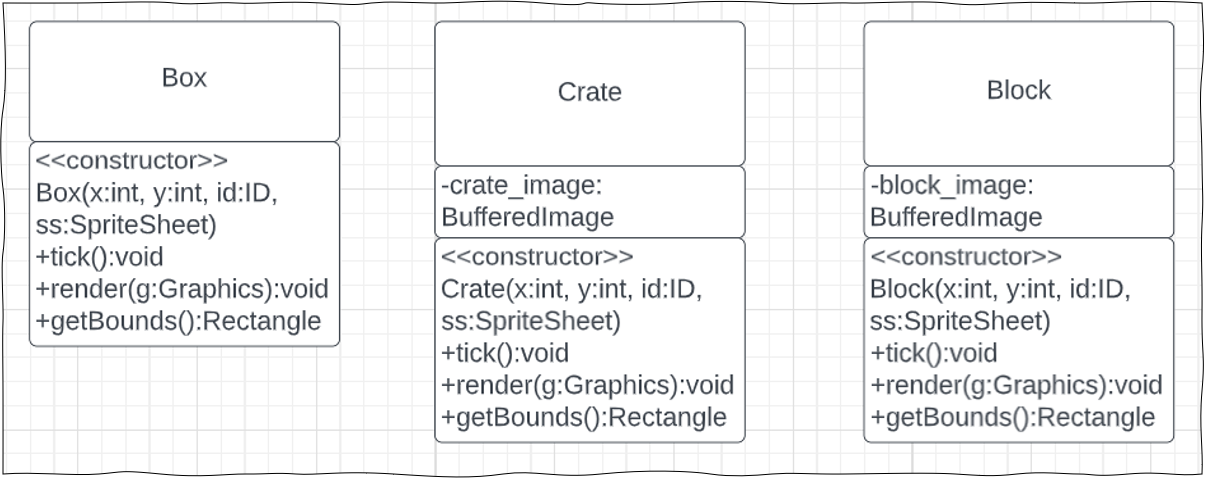 Box
<<constructor>>
Box(x:int, y:int, id:ID,
ss:SpriteSheet)
+tick():void
+render(g:Graphics):void
+getBounds():Rectangle
Crate
-crate_image:
BufferedImage
<<constructor>>
Crate(x:int, y:int, id:ID,
ss:SpriteSheet)
+tick():void
+render(g:Graphics):void
+getBounds():Rectangle
Block
-block_image:
BufferedImage
<<constructor>>
Block(x:int, y:int, id:ID,
ss:SpriteSheet)
+tick():void
+render(g:Graphics):void
+getBounds():Rectangle